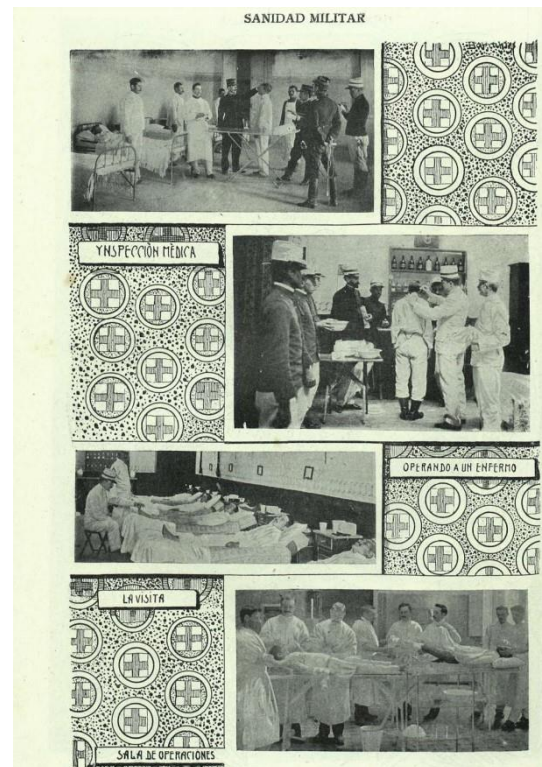 SANIDAD MILITAR
YNSPECCIÓN MÉDICA
OPERANDO A UN ENFERMO
LA VISITA
SALA DE OPERACIONES